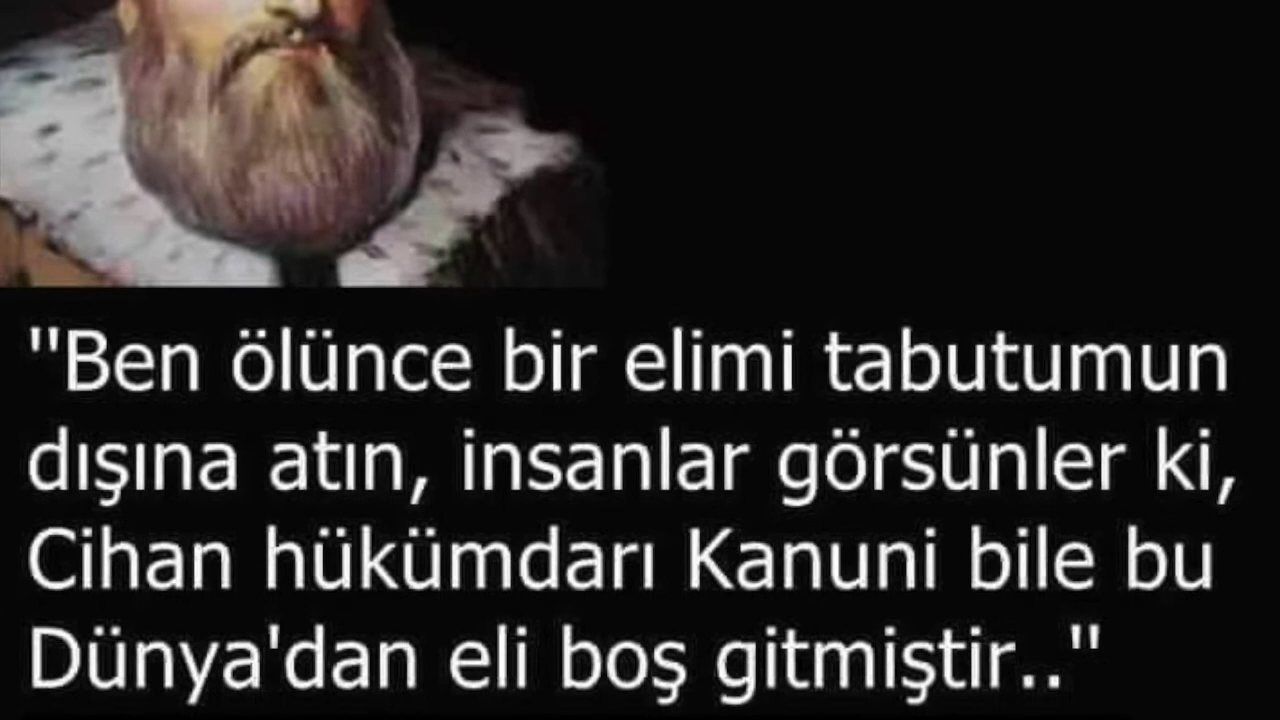 "Ben ölünce bir elimi tabutumun
dışına atın, insanlar görsünler ki,
Cihan hükümdarı Kanuni bile bu
Dünya'dan eli boş gitmiştir.."